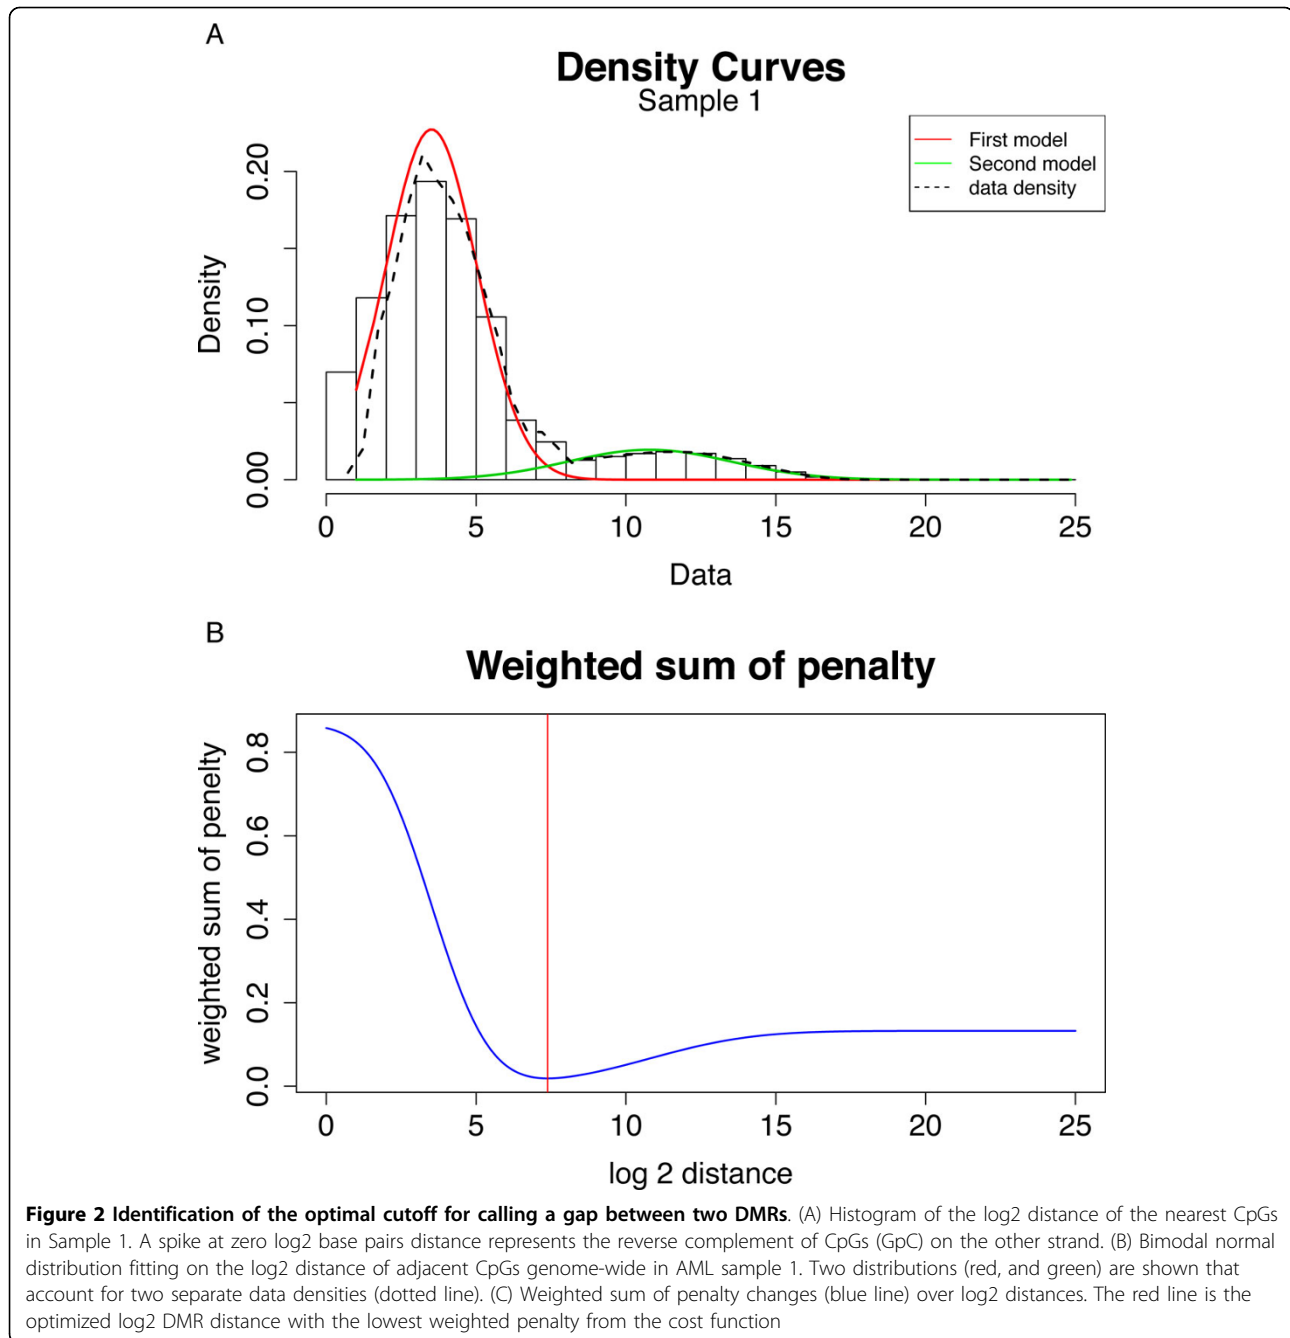 A
Density Curves
Sample 1
First model
Second model
data density
Density
0.00 0.10 0.20
0 5 10 15 20 25
Data
B
Weighted sum of penalty
weighted sum of penelty
0.0 0.2 0.4 0.6 0.8
0 5 10 15 20 25
log 2 distance
Figure 2 Identification of the optimal cutoff for calling a gap between two DMRs. (A) Histogram of the log2 distance of the nearest CpGs
in Sample 1. A spike at zero log2 base pairs distance represents the reverse complement of CpGs (GpC) on the other strand. (B) Bimodal normal
distribution fitting on the log2 distance of adjacent CpGs genome-wide in AML sample 1. Two distributions (red, and green) are shown that
account for two separate data densities (dotted line). (C) Weighted sum of penalty changes (blue line) over log2 distances. The red line is the
optimized log2 DMR distance with the lowest weighted penalty from the cost function